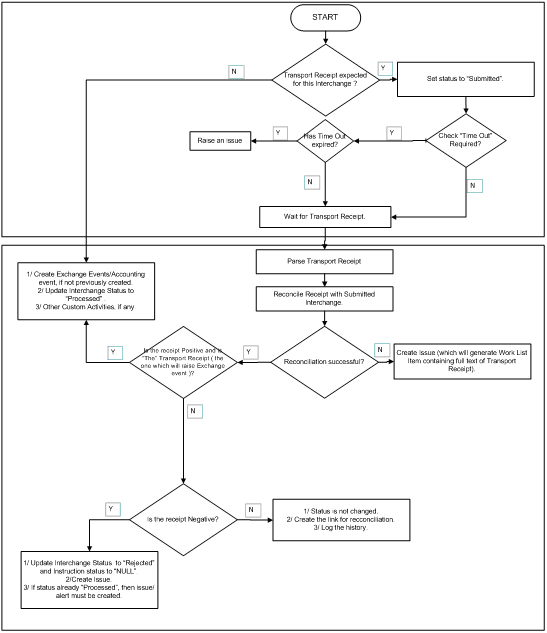 START
Transport Receipt expected
for this Interchange ?
N
Y
Set status to "Submitted".
Has Time Out
expired?
Y
Y
Check "Time Out"
Required?
Raise an issue
N
N
Wait for Transport Receipt.
Parse Transport Receipt
1/ Create Exchange Events/Accounting
event, if not previously created.
2/ Update Interchange Status to
"Processed" .
3/ Other Custom Activities, if any.
Reconcile Receipt with Submitted
Interchange.
Is the receipt Positive and is
"The" Transport Receipt ( the
one which will raise Exchange
event )?
Y
Y
Reconciliation successful?
N
Create Issue (which will generate Work List
Item containing full text of Transport
Receipt).
N
Y
Is the receipt Negative?
N
1/ Status is not changed.
2/ Create the link for recconciliation.
3/ Log the history.
1/ Update Interchange Status to "Rejected"
and Instruction status to "NULL"
2/Create Issue.
3/ If status already "Processed", then issue/
alert must be created.